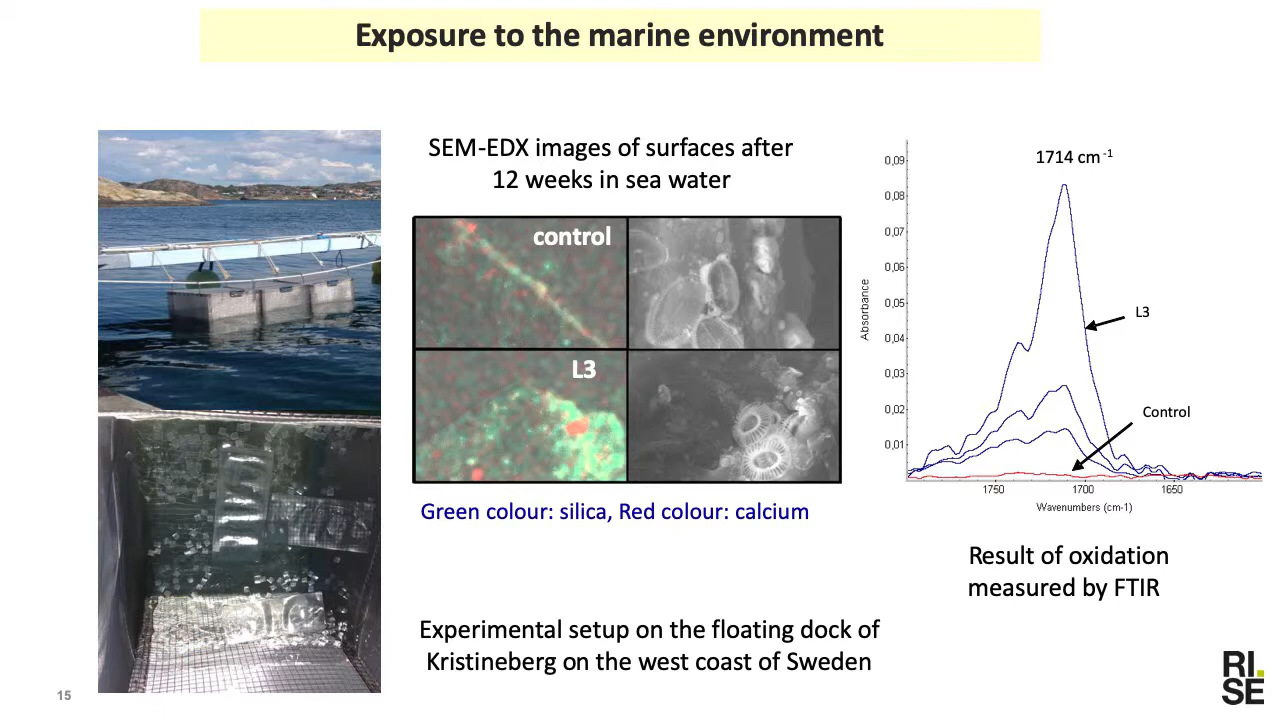 Exposure to the marine environment
SEM-EDX images of surfaces after
12 weeks in sea water
control
L3
Green colour: silica, Red colour: calcium
Experimental setup on the floating dock of
Kristineberg on the west coast of Sweden
1714 cm⁻¹
0,09
0,08
0,07
0,06
0,05
0,04
0,03
0,02
0,01
Absorbance
L3
Control
1750
1700
1650
Wavenumbers (cm-1)
Result of oxidation
measured by FTIR
15
RI.
SE